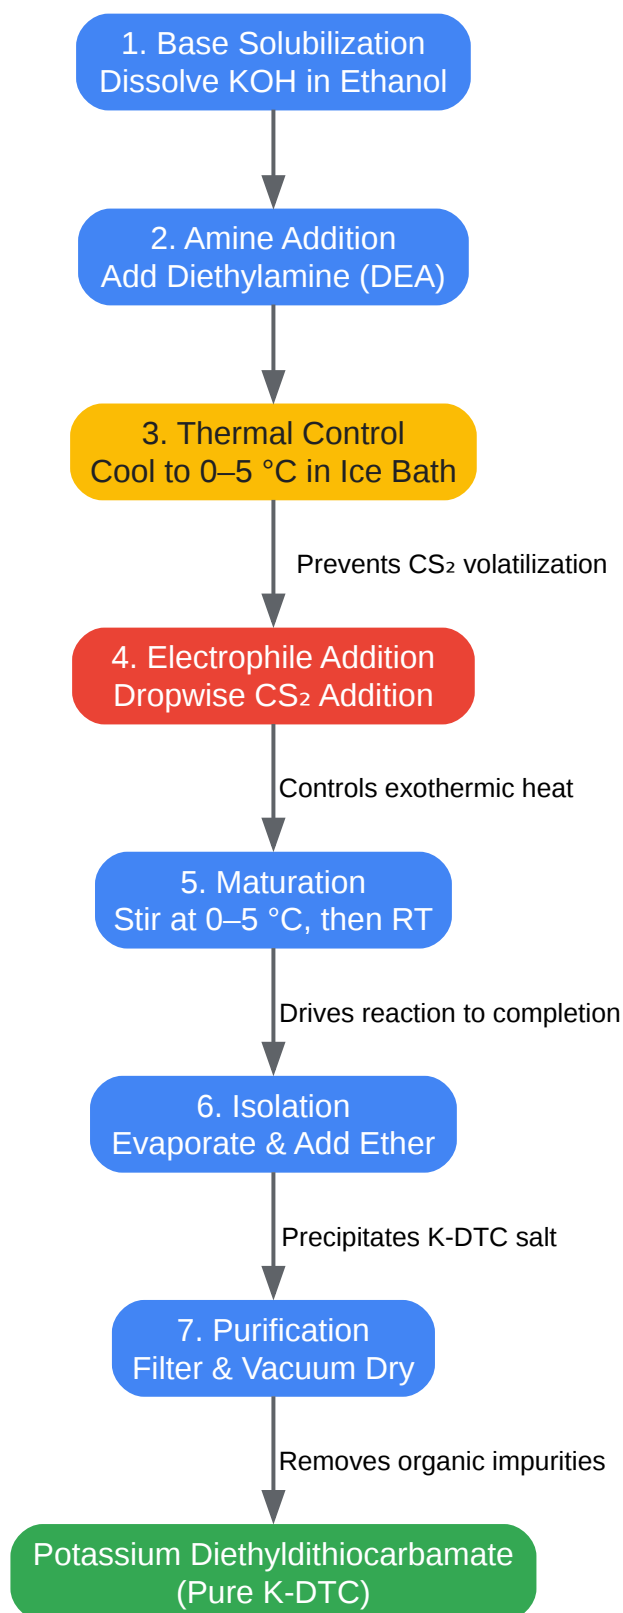 1. Base Solubilization
Dissolve KOH in Ethanol
2. Amine Addition
Add Diethylamine (DEA)
3. Thermal Control
Cool to 0–5 °C in Ice Bath
Prevents CS₂ volatilization
4. Electrophile Addition
Dropwise CS₂ Addition
Controls exothermic heat
5. Maturation
Stir at 0–5 °C, then RT
Drives reaction to completion
6. Isolation
Evaporate & Add Ether
Precipitates K-DTC salt
7. Purification
Filter & Vacuum Dry
Removes organic impurities
Potassium Diethyldithiocarbamate
(Pure K-DTC)